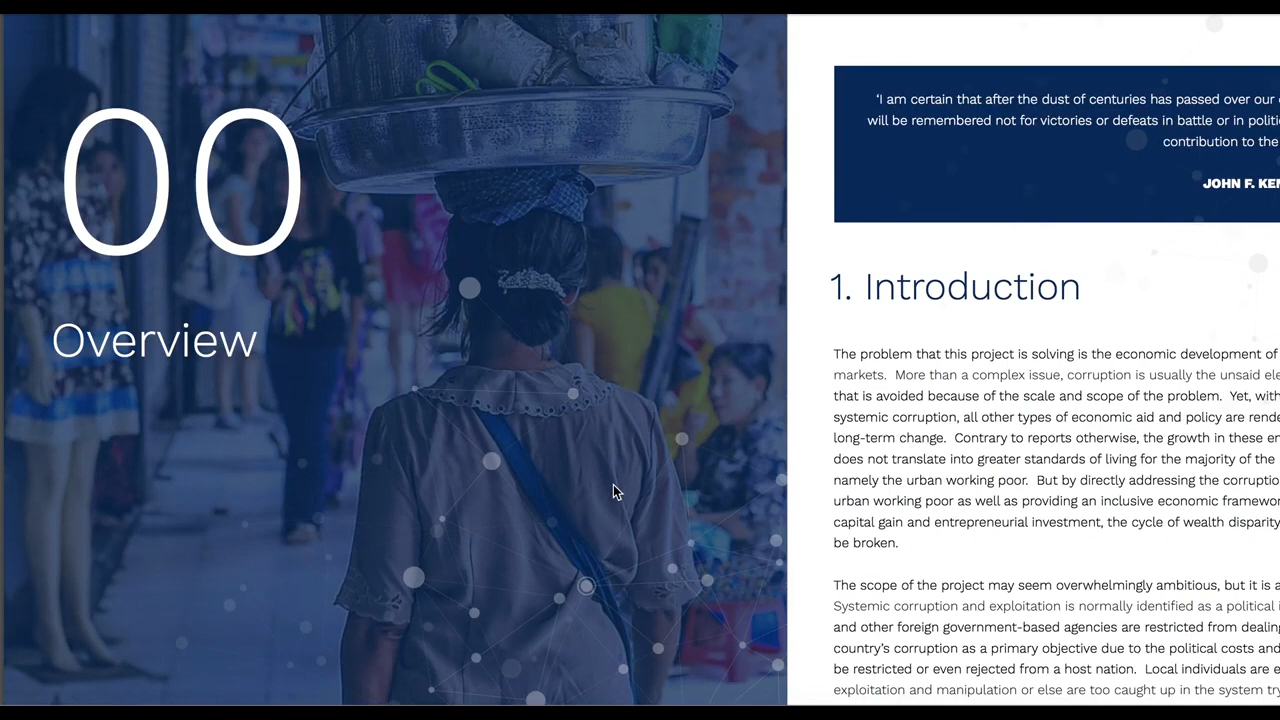 00
Overview
‘I am certain that after the dust of centuries has passed over our
will be remembered not for victories or defeats in battle or in politi
contribution to the
JOHN F. KEN
1. Introduction
The problem that this project is solving is the economic development of
markets. More than a complex issue, corruption is usually the unsaid ele
that is avoided because of the scale and scope of the problem. Yet, with
systemic corruption, all other types of economic aid and policy are rende
long-term change. Contrary to reports otherwise, the growth in these en
does not translate into greater standards of living for the majority of the
namely the urban working poor. But by directly addressing the corruptio
urban working poor as well as providing an inclusive economic framewor
capital gain and entrepreneurial investment, the cycle of wealth disparity
be broken.
The scope of the project may seem overwhelmingly ambitious, but it is a
Systemic corruption and exploitation is normally identified as a political i
and other foreign government-based agencies are restricted from dealing
country’s corruption as a primary objective due to the political costs and
be restricted or even rejected from a host nation. Local individuals are e
exploitation and manipulation or else are too caught up in the system try